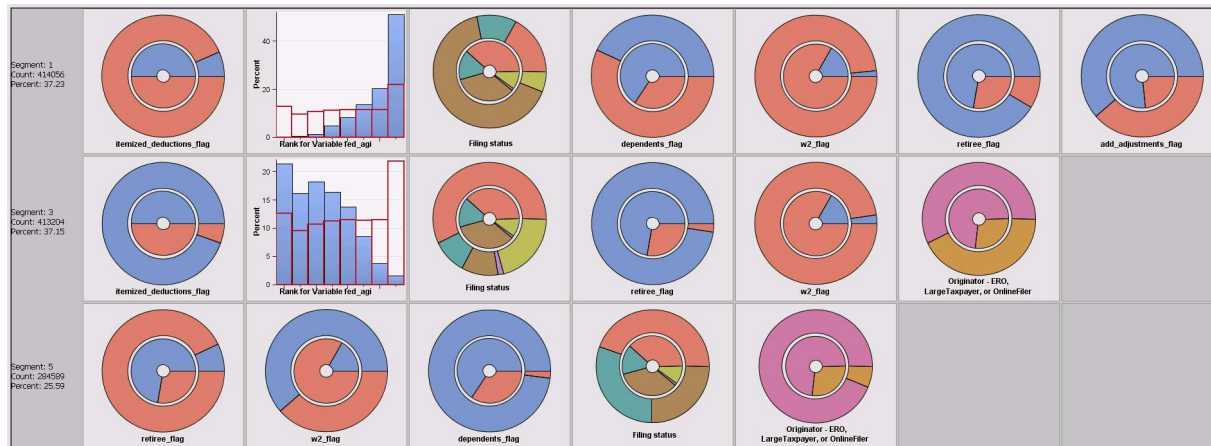 Segment: 1
Count: 414056
Percent: 37.23
itemized_deductions_flag
Percent
40
20
0
Rank for Variable fed_agi
Filing status
dependents_flag
w2_flag
retiree_flag
add_adjustments_flag
Segment: 3
Count: 413204
Percent: 37.15
itemized_deductions_flag
Percent
20
15
10
5
0
Rank for Variable fed_agi
Filing status
retiree_flag
w2_flag
Originator - ERO,
LargeTaxpayer, or OnlineFiler
Segment: 5
Count: 284589
Percent: 25.59
retiree_flag
w2_flag
dependents_flag
Filing status
Originator - ERO,
LargeTaxpayer, or OnlineFiler